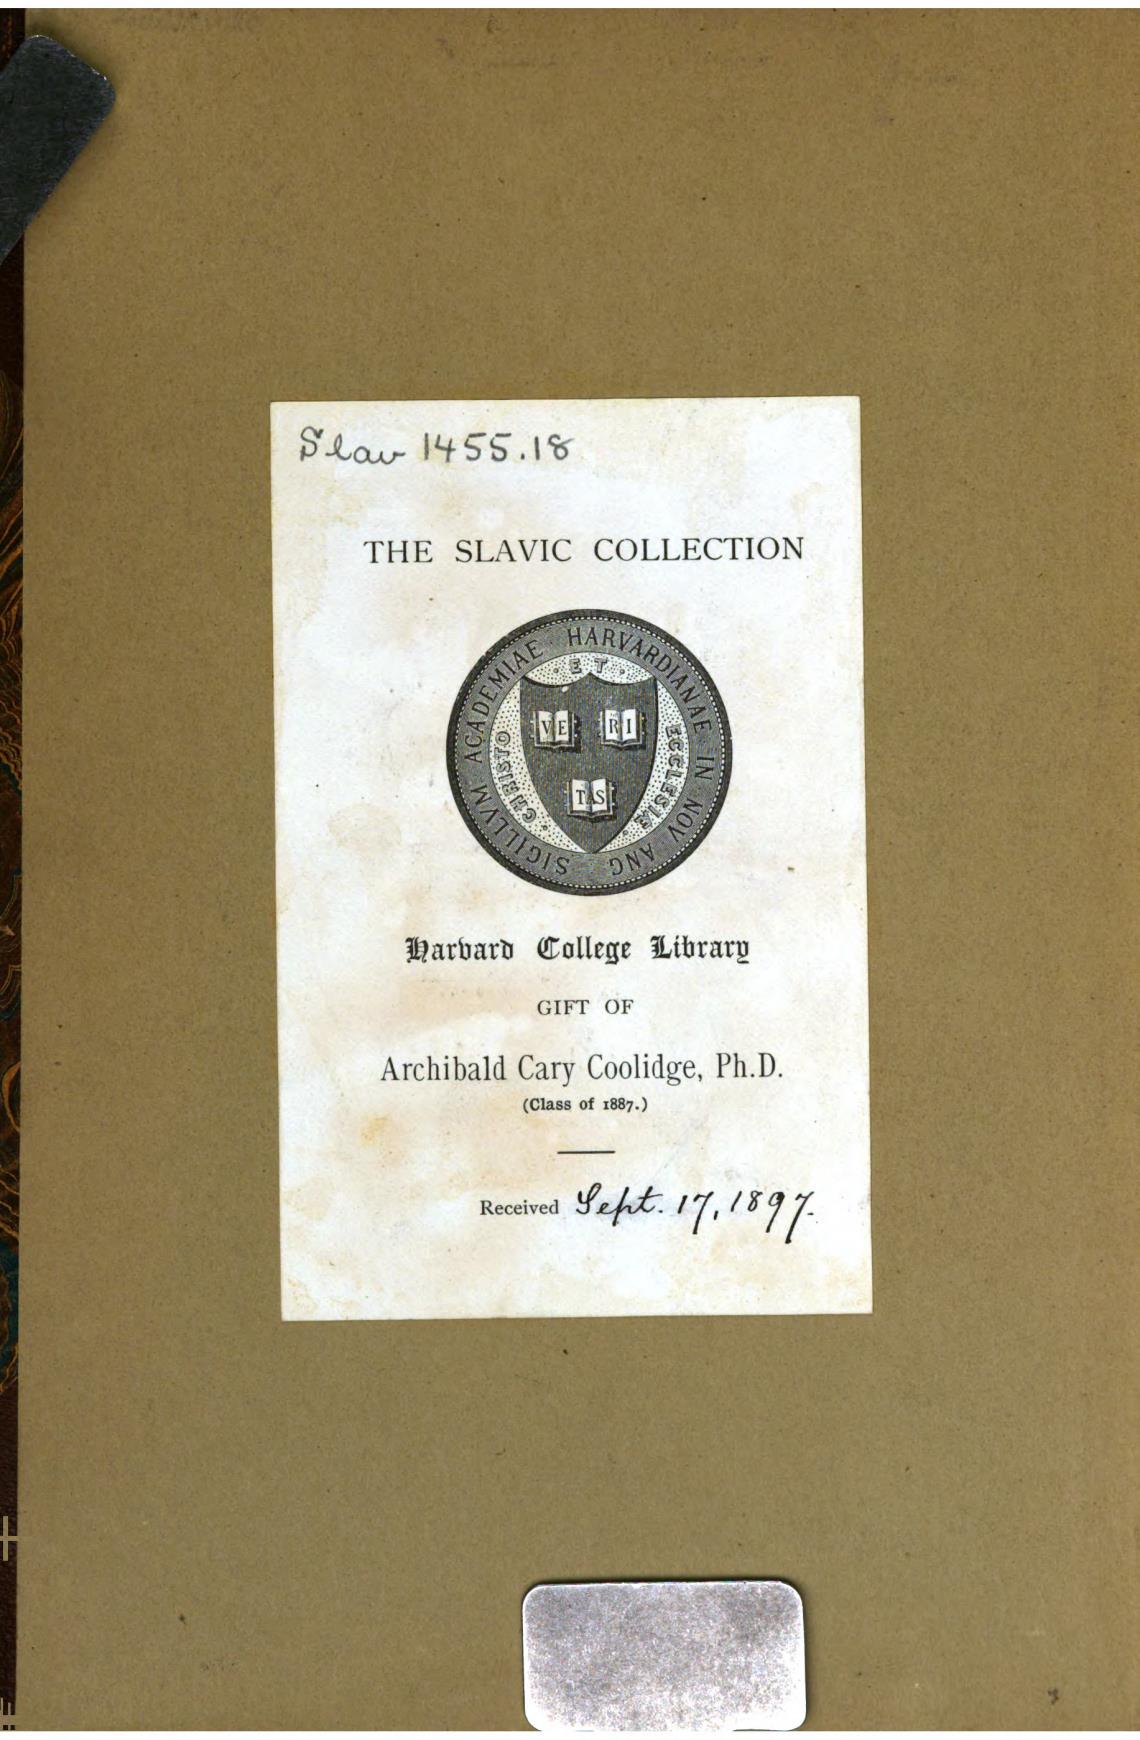 Slav 1455.18
THE SLAVIC COLLECTION
SIGILLVM ACADEMIAE · HARVARDIANAE IN NOV ANG
· CHRISTO · ET · ECCLESIÆ ·
VE RI
TAS
Harvard College Library
GIFT OF
Archibald Cary Coolidge, Ph.D.
(Class of 1887.)
Received Sept. 17, 1897.